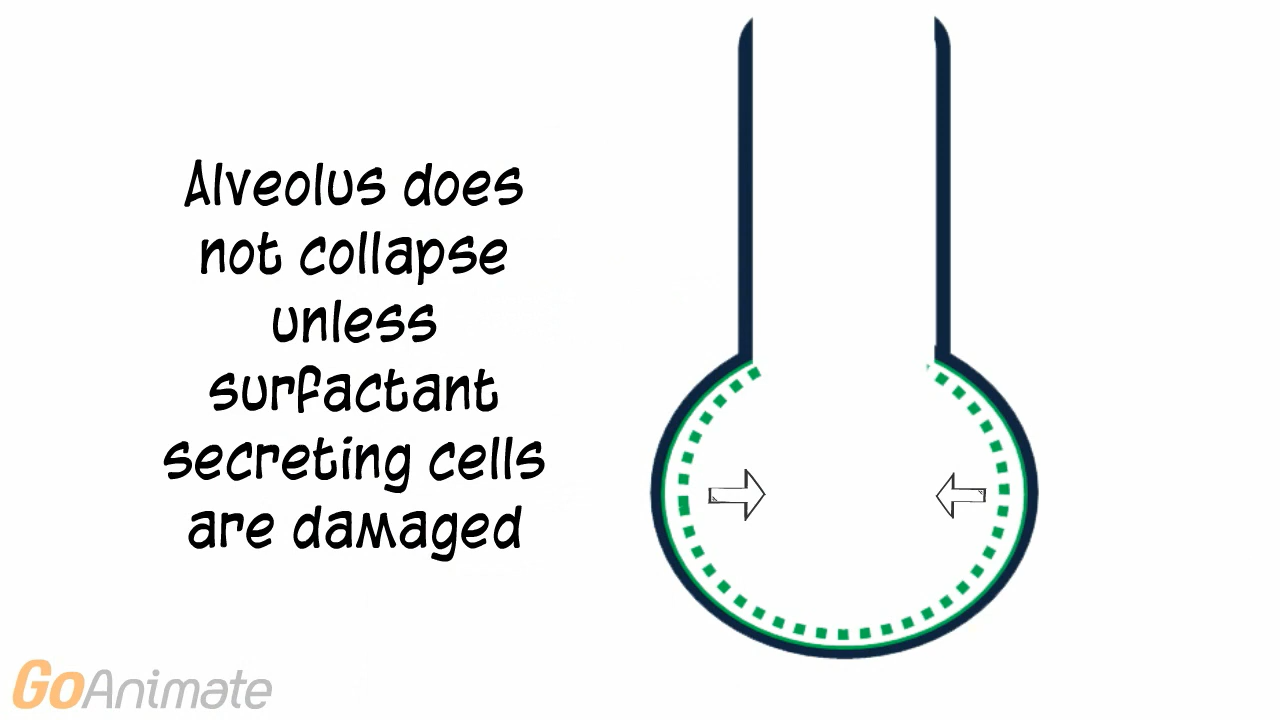 Alveolus does
not collapse
unless
surfactant
secreting cells
are damaged
GoAnimate